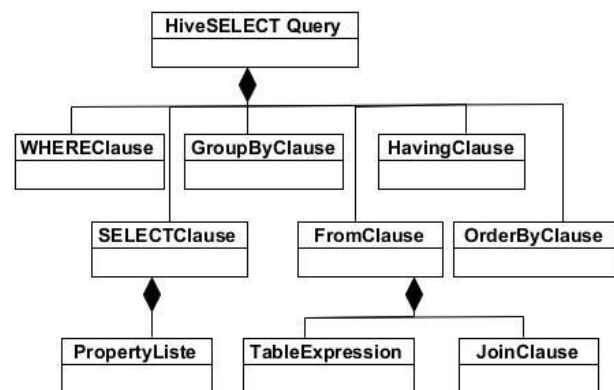 HiveSELECT Query
WHEREClause
GroupByClause
HavingClause
SELECTClause
FromClause
OrderByClause
PropertyListe
TableExpression
JoinClause